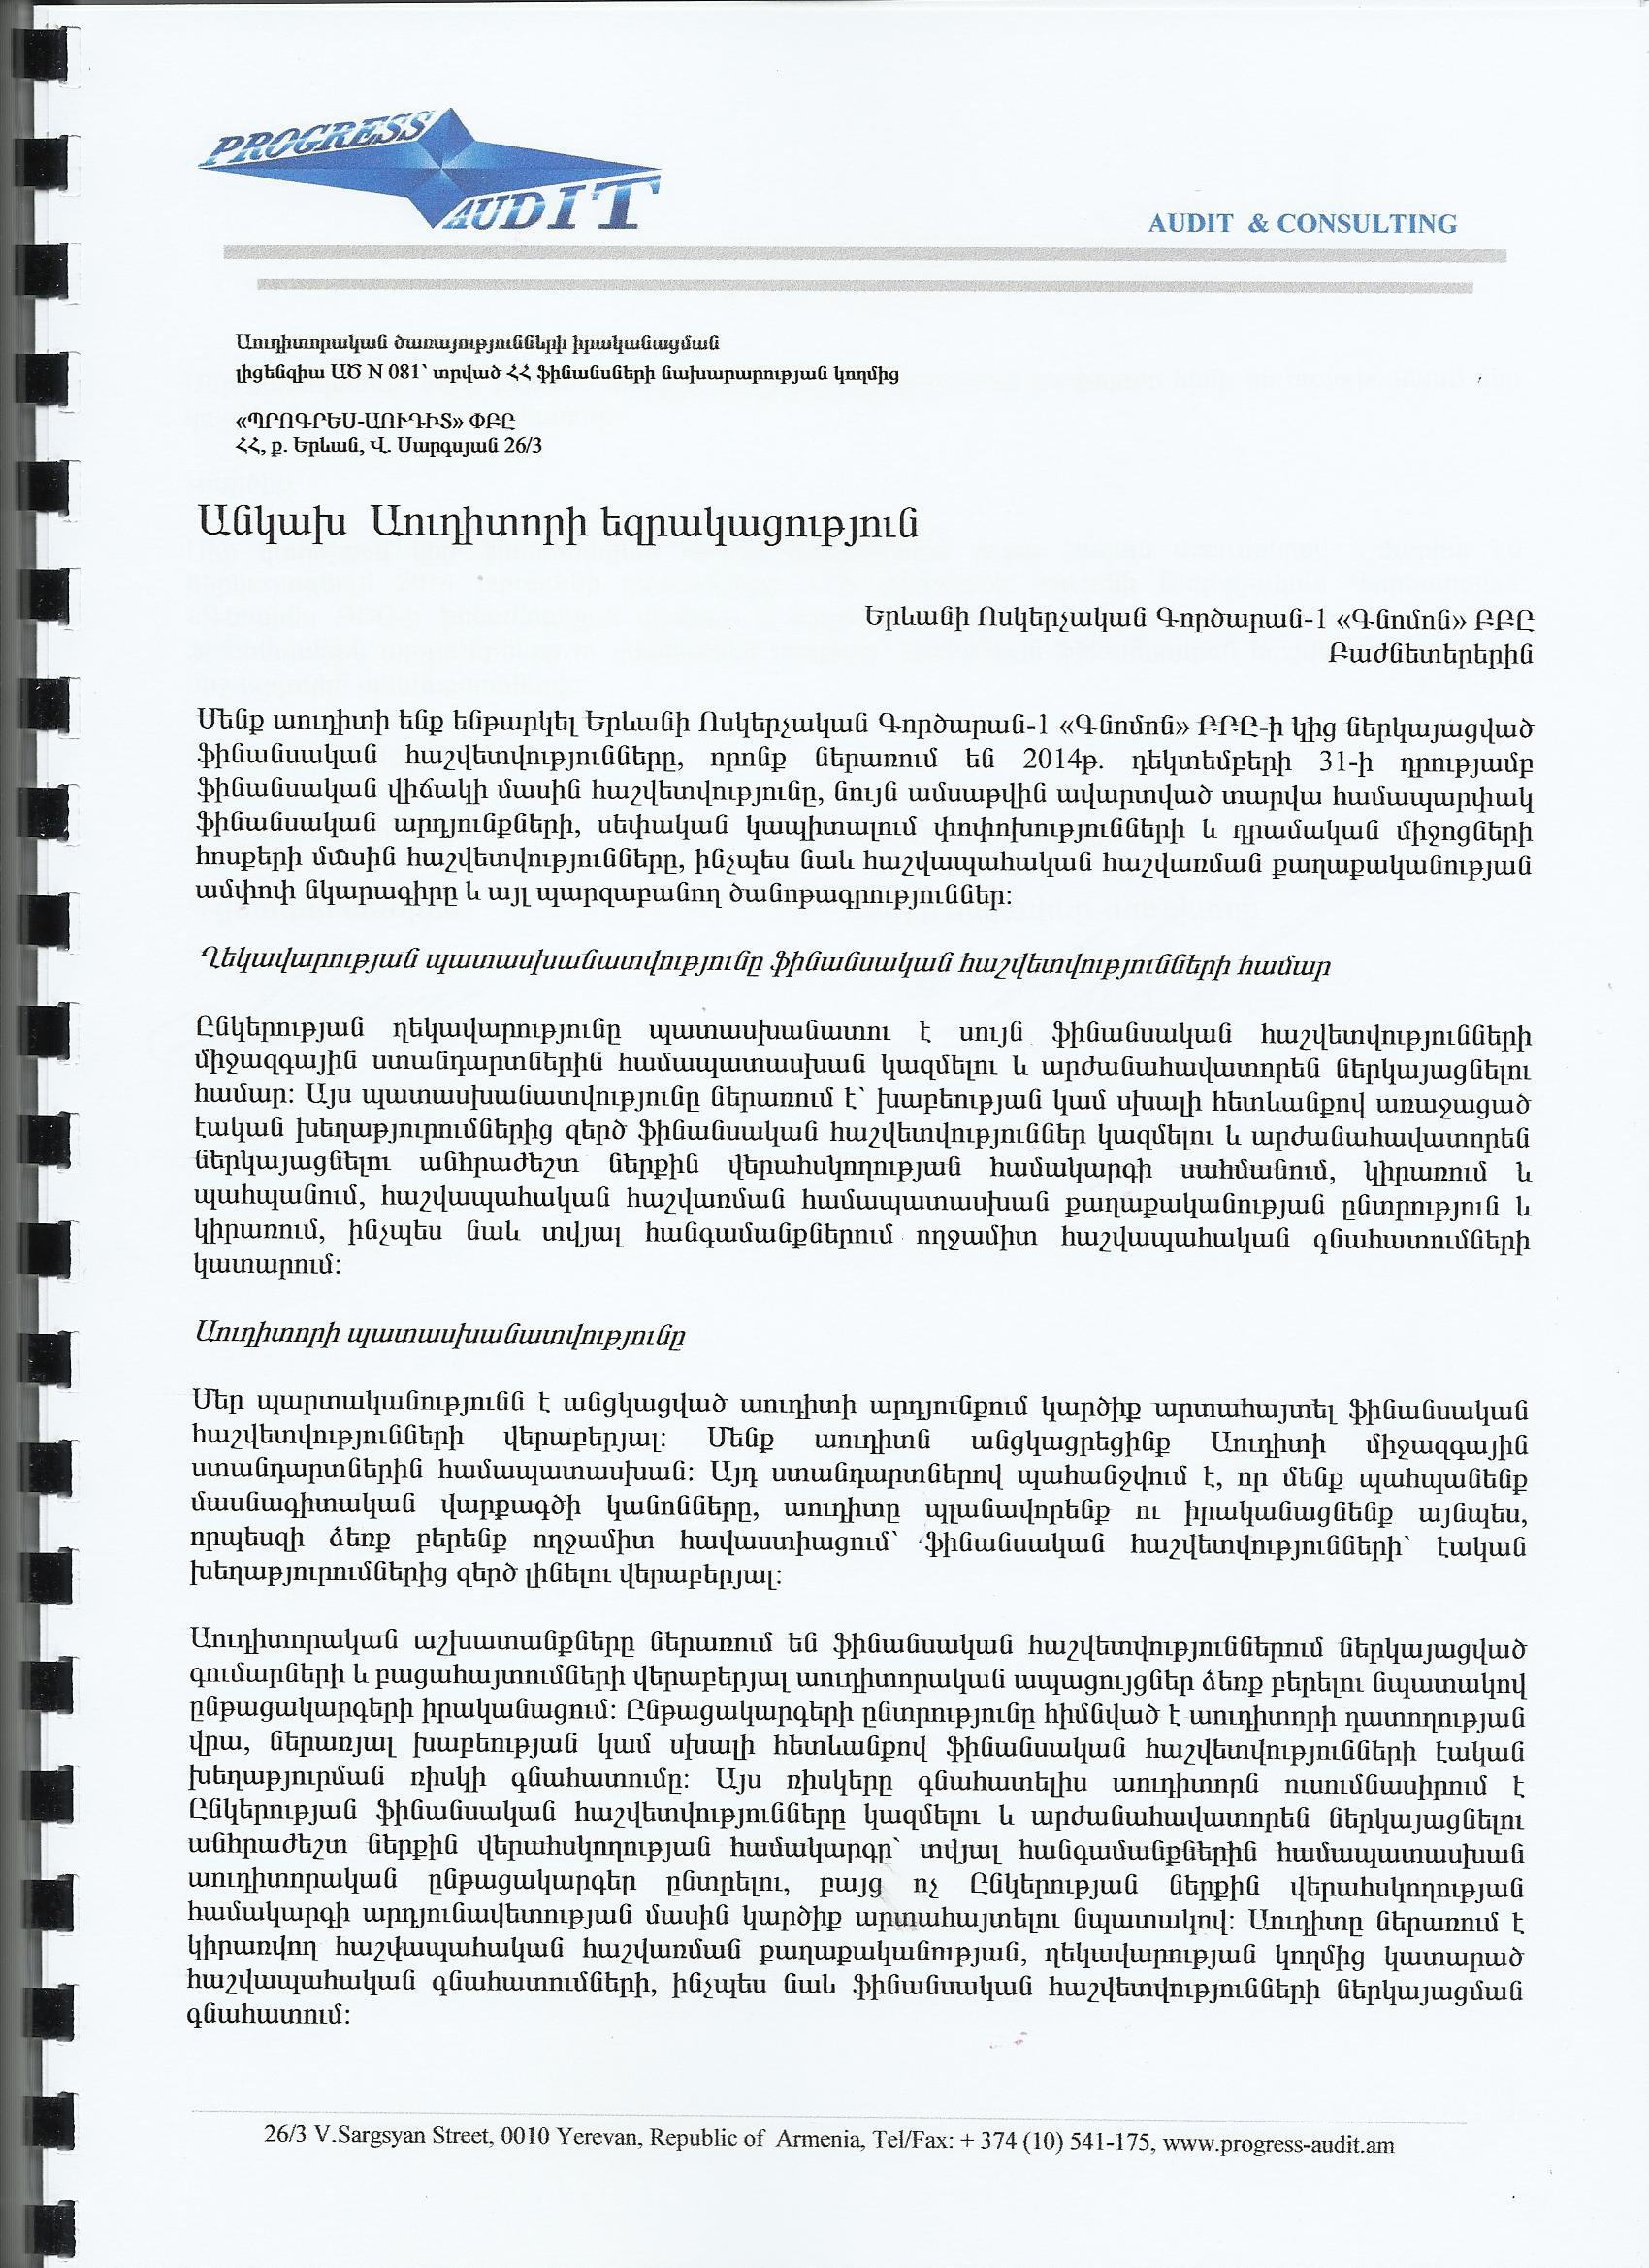 PROGRESS
AUDIT
AUDIT & CONSULTING
Աուդիտորական ծառայությունների իրականացման
լիցենզիա ԱԾ N 081՝ տրված ՀՀ ֆինանսների նախարարության կողմից
«ՊՐՈԳՐԵՍ-ԱՈՒԴԻՏ» ՓԲԸ
ՀՀ, ք. Երևան, Վ. Սարգսյան 26/3
Անկախ Աուդիտորի եզրակացություն
Երևանի Ոսկերչական Գործարան-1 «Գնոմոն» ԲԲԸ
Բաժնետերերին
Մենք աուդիտի ենք ենթարկել Երևանի Ոսկերչական Գործարան-1 «Գնոմոն» ԲԲԸ-ի կից ներկայացված
ֆինանսական հաշվետվությունները, որոնք ներառում են 2014թ. դեկտեմբերի 31-ի դրությամբ
ֆինանսական վիճակի մասին հաշվետվությունը, նույն ամսաթվին ավարտված տարվա համապարփակ
ֆինանսական արդյունքների, սեփական կապիտալում փոփոխությունների և դրամական միջոցների
հոսքերի մասին հաշվետվությունները, ինչպես նաև հաշվապահական հաշվառման քաղաքականության
ամփոփ նկարագիրը և այլ պարզաբանող ծանոթագրություններ:
Ղեկավարության պատասխանատվությունը ֆինանսական հաշվետվությունների համար
Ընկերության ղեկավարությունը պատասխանատու է սույն ֆինանսական հաշվետվությունների
միջազգային ստանդարտներին համապատասխան կազմելու և արժանահավատորեն ներկայացնելու
համար: Այս պատասխանատվությունը ներառում է՝ խաբեության կամ սխալի հետևանքով առաջացած
էական խեղաթյուրումներից զերծ ֆինանսական հաշվետվություններ կազմելու և արժանահավատորեն
ներկայացնելու անհրաժեշտ ներքին վերահսկողության համակարգի սահմանում, կիրառում և
պահպանում, հաշվապահական հաշվառման համապատասխան քաղաքականության ընտրություն և
կիրառում, ինչպես նաև տվյալ հանգամանքներում ողջամիտ հաշվապահական գնահատումների
կատարում:
Աուդիտորի պատասխանատվությունը
Մեր պարտականությունն է անցկացված աուդիտի արդյունքում կարծիք արտահայտել ֆինանսական
հաշվետվությունների վերաբերյալ: Մենք աուդիտն անցկացրեցինք Աուդիտի միջազգային
ստանդարտներին համապատասխան: Այդ ստանդարտներով պահանջվում է, որ մենք պահպանենք
մասնագիտական վարքագծի կանոնները, աուդիտը պլանավորենք ու իրականացնենք այնպես,
որպեսզի ձեռք բերենք ողջամիտ հավաստիացում՝ ֆինանսական հաշվետվությունների՝ էական
խեղաթյուրումներից զերծ լինելու վերաբերյալ:
Աուդիտորական աշխատանքները ներառում են ֆինանսական հաշվետվություններում ներկայացված
գումարների և բացահայտումների վերաբերյալ աուդիտորական ապացույցներ ձեռք բերելու նպատակով
ընթացակարգերի իրականացում: Ընթացակարգերի ընտրությունը հիմնված է աուդիտորի դատողության
վրա, ներառյալ խաբեության կամ սխալի հետևանքով ֆինանսական հաշվետվությունների էական
խեղաթյուրման ռիսկի գնահատումը: Այս ռիսկերը գնահատելիս աուդիտորն ուսումնասիրում է
Ընկերության ֆինանսական հաշվետվությունները կազմելու և արժանահավատորեն ներկայացնելու
անհրաժեշտ ներքին վերահսկողության համակարգը՝ տվյալ հանգամանքներին համապատասխան
աուդիտորական ընթացակարգեր ընտրելու, բայց ոչ Ընկերության ներքին վերահսկողության
համակարգի արդյունավետության մասին կարծիք արտահայտելու նպատակով: Աուդիտը ներառում է
կիրառվող հաշվապահական հաշվառման քաղաքականության, ղեկավարության կողմից կատարած
հաշվապահական գնահատումների, ինչպես նաև ֆինանսական հաշվետվությունների ներկայացման
գնահատում:
26/3 V.Sargsyan Street, 0010 Yerevan, Republic of Armenia, Tel/Fax: + 374 (10) 541-175, www.progress-audit.am